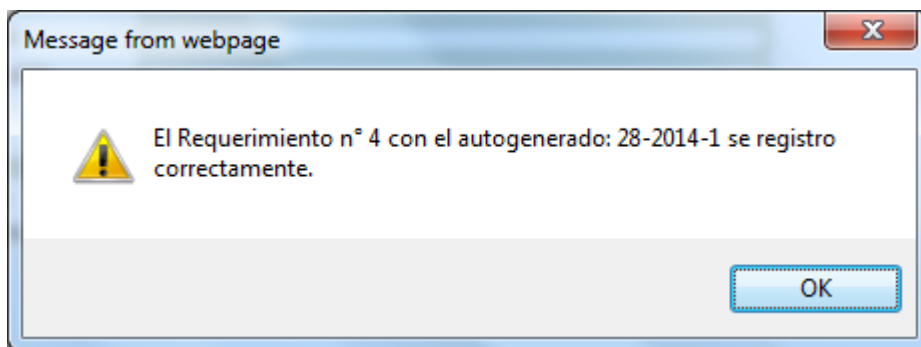 Message from webpage
El Requerimiento n° 4 con el autogenerado: 28-2014-1 se registro
correctamente.
OK